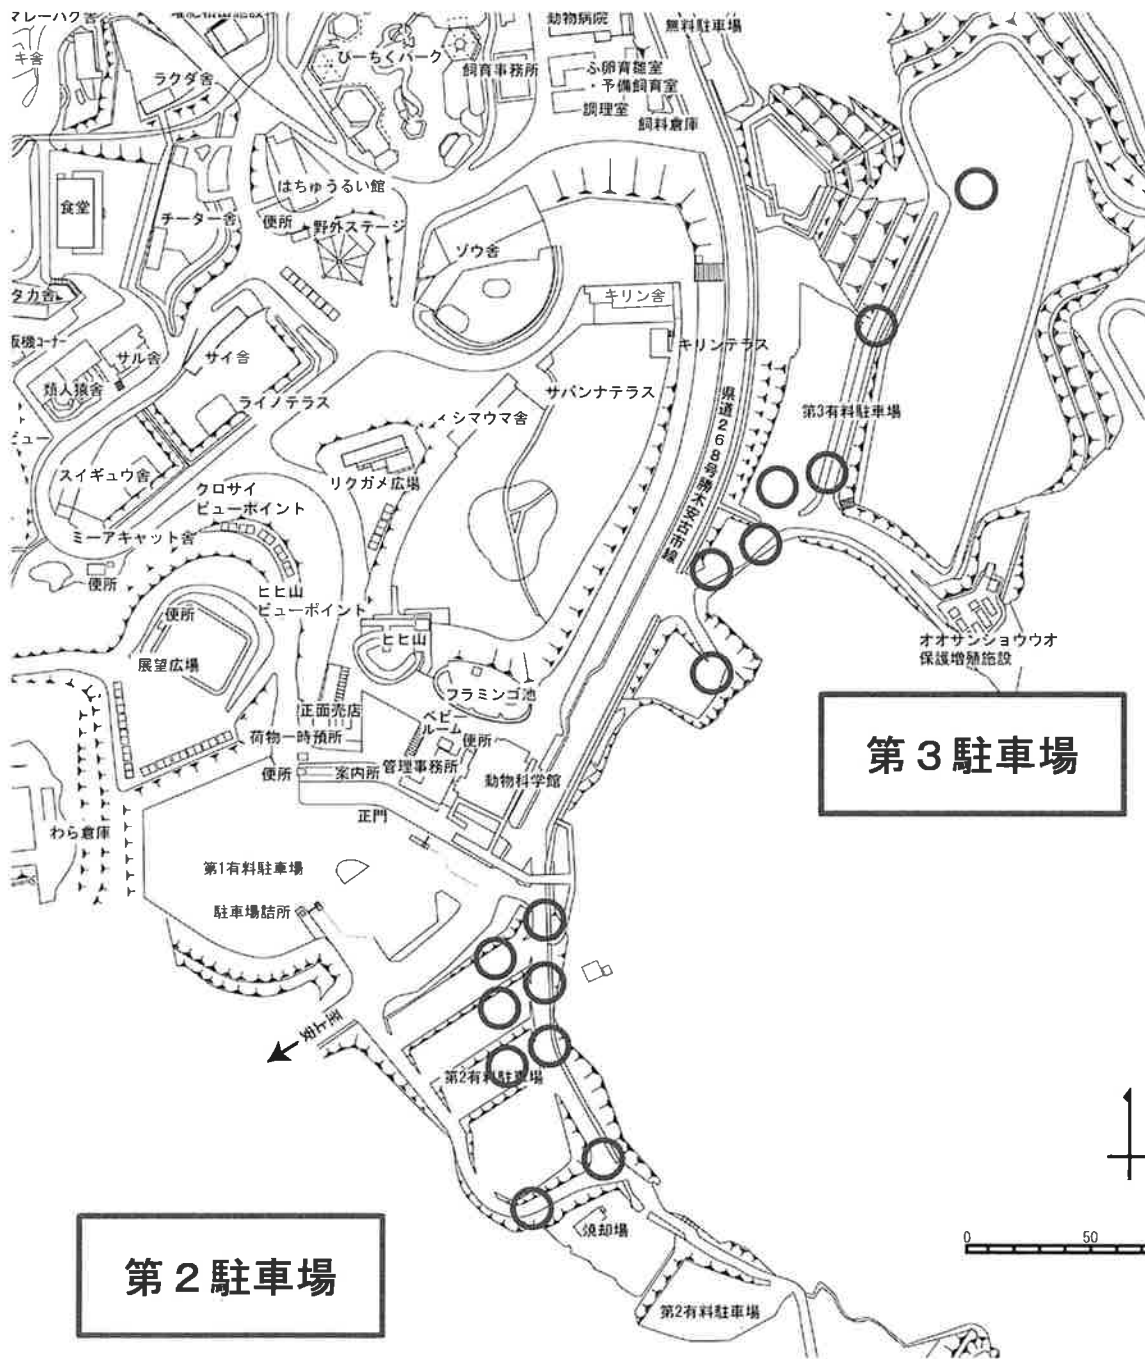 マレーバク舎
動物病院
無料駐車場
キ舎
ラクダ舎
ぴーちくパーク
飼育事務所
ふ卵育雛室
・予備飼育室
調理室
飼料倉庫
はちゅうるい館
食堂
チーター舎
便所
野外ステージ
ゾウ舎
キリン舎
タカ舎
販機コーナー
サル舎
サイ舎
キリンテラス
類人猿舎
ライノテラス
サバンナテラス
シマウマ舎
県道268号勝木安古市線
第3有料駐車場
ビュー
スイギュウ舎
クロサイ
ビューポイント
リクガメ広場
ミーアキャット舎
便所
ヒヒ山
ビューポイント
便所
ヒヒ山
展望広場
オオサンショウウオ
保護増殖施設
フラミンゴ池
正面売店
ベビー
ルーム
荷物一時預所
便所
便所
案内所
管理事務所
動物科学館
第3駐車場
正門
わら倉庫
第1有料駐車場
駐車場詰所
至上安
第2有料駐車場
焼却場
第2駐車場
第2有料駐車場
0
50